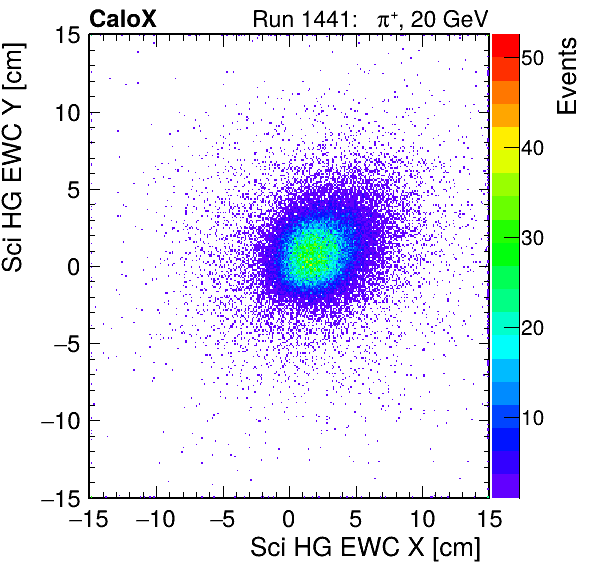 CaloX Run 1441: π⁺, 20 GeV
Sci HG EWC Y [cm]
15
10
5
0
−5
−10
−15
−15 −10 −5 0 5 10 15
Sci HG EWC X [cm]
50
40
30
20
10
Events